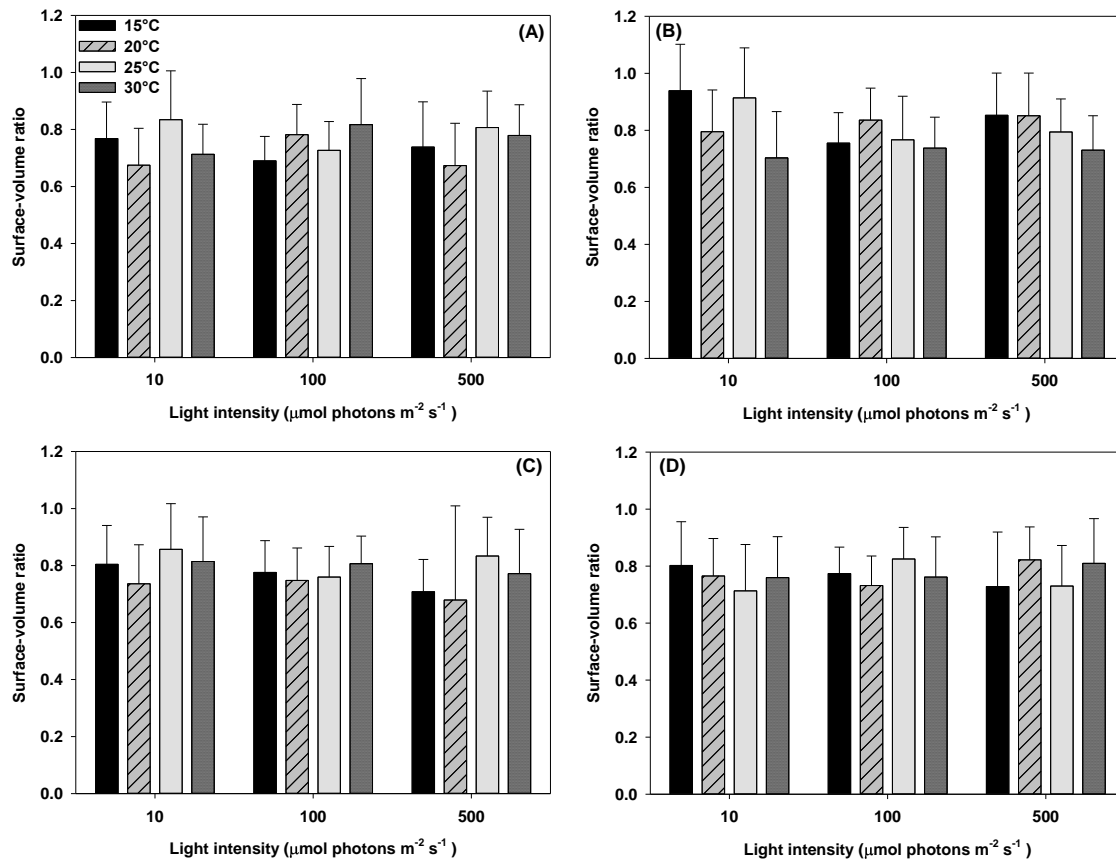 (A)
15°C
20°C
25°C
30°C
Surface-volume ratio
1.2
1.0
0.8
0.6
0.4
0.2
0.0
10 100 500
Light intensity (μmol photons m⁻² s⁻¹ )
(B)
Surface-volume ratio
1.2
1.0
0.8
0.6
0.4
0.2
0.0
10 100 500
Light intensity (μmol photons m⁻² s⁻¹ )
(C)
Surface-volume ratio
1.2
1.0
0.8
0.6
0.4
0.2
0.0
10 100 500
Light intensity (μmol photons m⁻² s⁻¹ )
(D)
Surface-volume ratio
1.2
1.0
0.8
0.6
0.4
0.2
0.0
10 100 500
Light intensity (μmol photons m⁻² s⁻¹ )